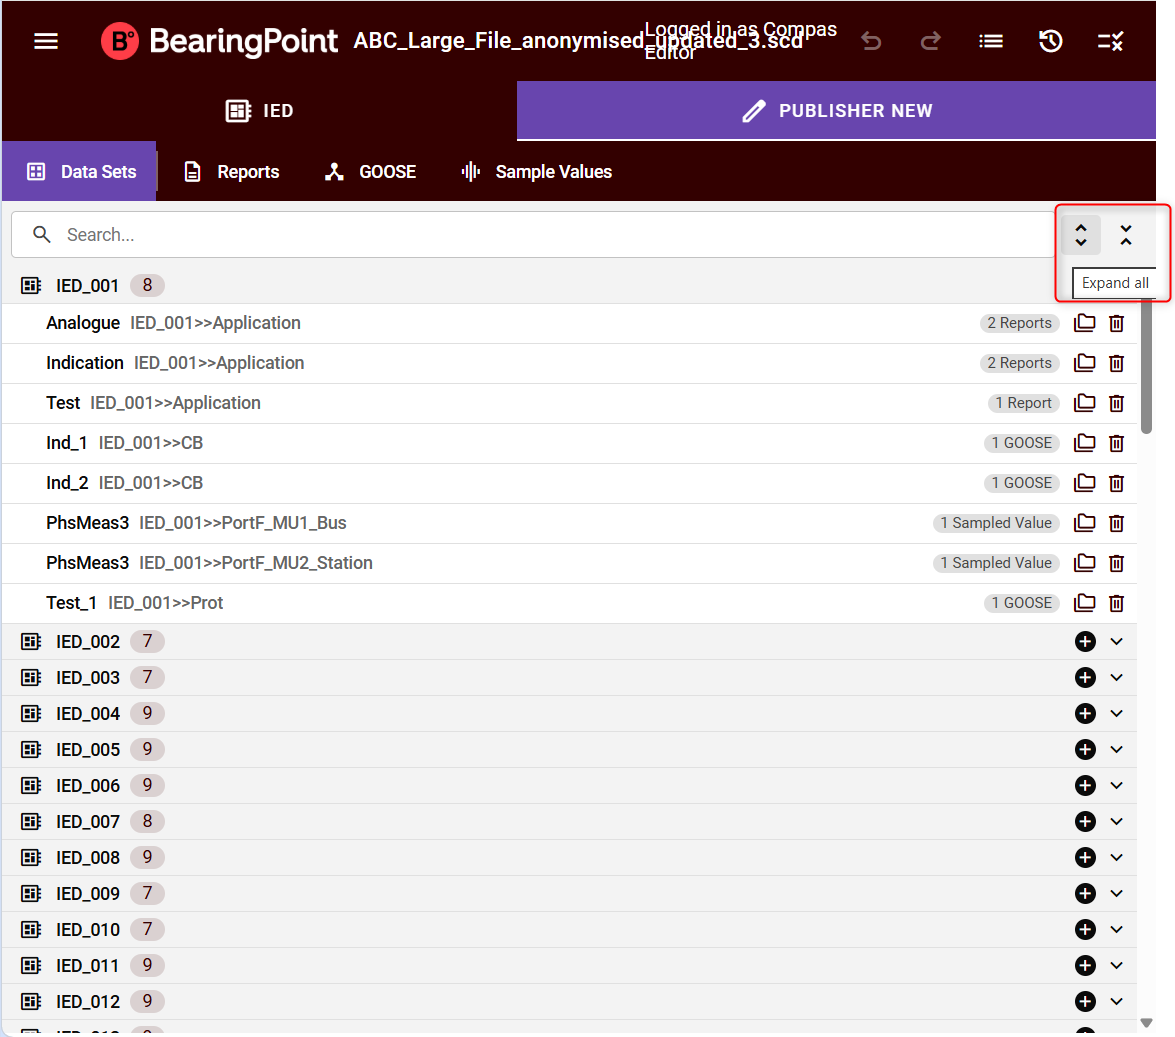 Logged in as Compas
B° BearingPoint ABC_Large_File_anonymised_updated_3.scd
Editor
IED PUBLISHER NEW
Data Sets Reports GOOSE Sample Values
Search...
Expand all
IED_001 8
Analogue IED_001>>Application 2 Reports
Indication IED_001>>Application 2 Reports
Test IED_001>>Application 1 Report
Ind_1 IED_001>>CB 1 GOOSE
Ind_2 IED_001>>CB 1 GOOSE
PhsMeas3 IED_001>>PortF_MU1_Bus 1 Sampled Value
PhsMeas3 IED_001>>PortF_MU2_Station 1 Sampled Value
Test_1 IED_001>>Prot 1 GOOSE
IED_002 7
IED_003 7
IED_004 9
IED_005 9
IED_006 9
IED_007 8
IED_008 9
IED_009 7
IED_010 7
IED_011 9
IED_012 9